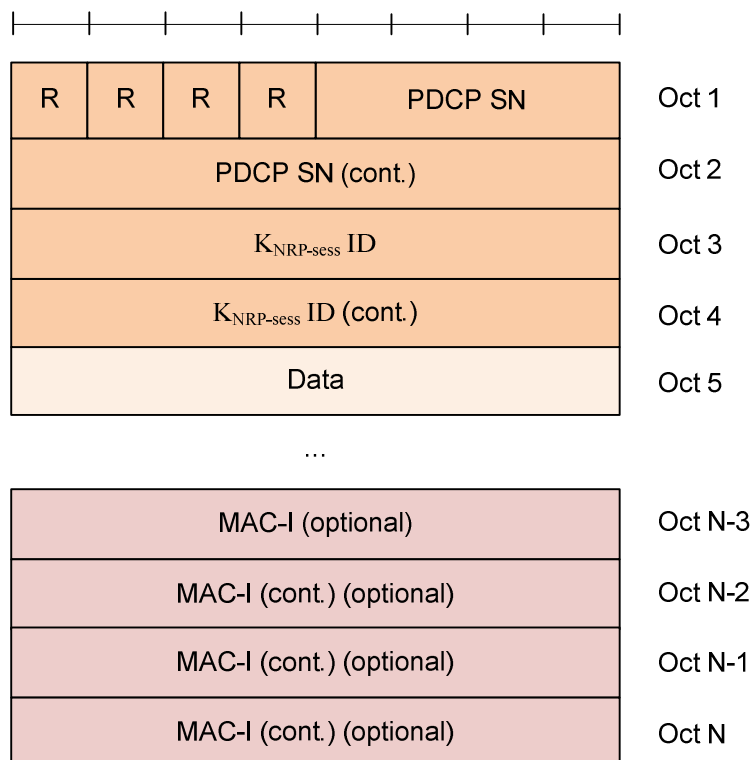 R R R R PDCP SN Oct 1
PDCP SN (cont.) Oct 2
K_NRP-sess ID Oct 3
K_NRP-sess ID (cont.) Oct 4
Data Oct 5
...
MAC-I (optional) Oct N-3
MAC-I (cont.) (optional) Oct N-2
MAC-I (cont.) (optional) Oct N-1
MAC-I (cont.) (optional) Oct N